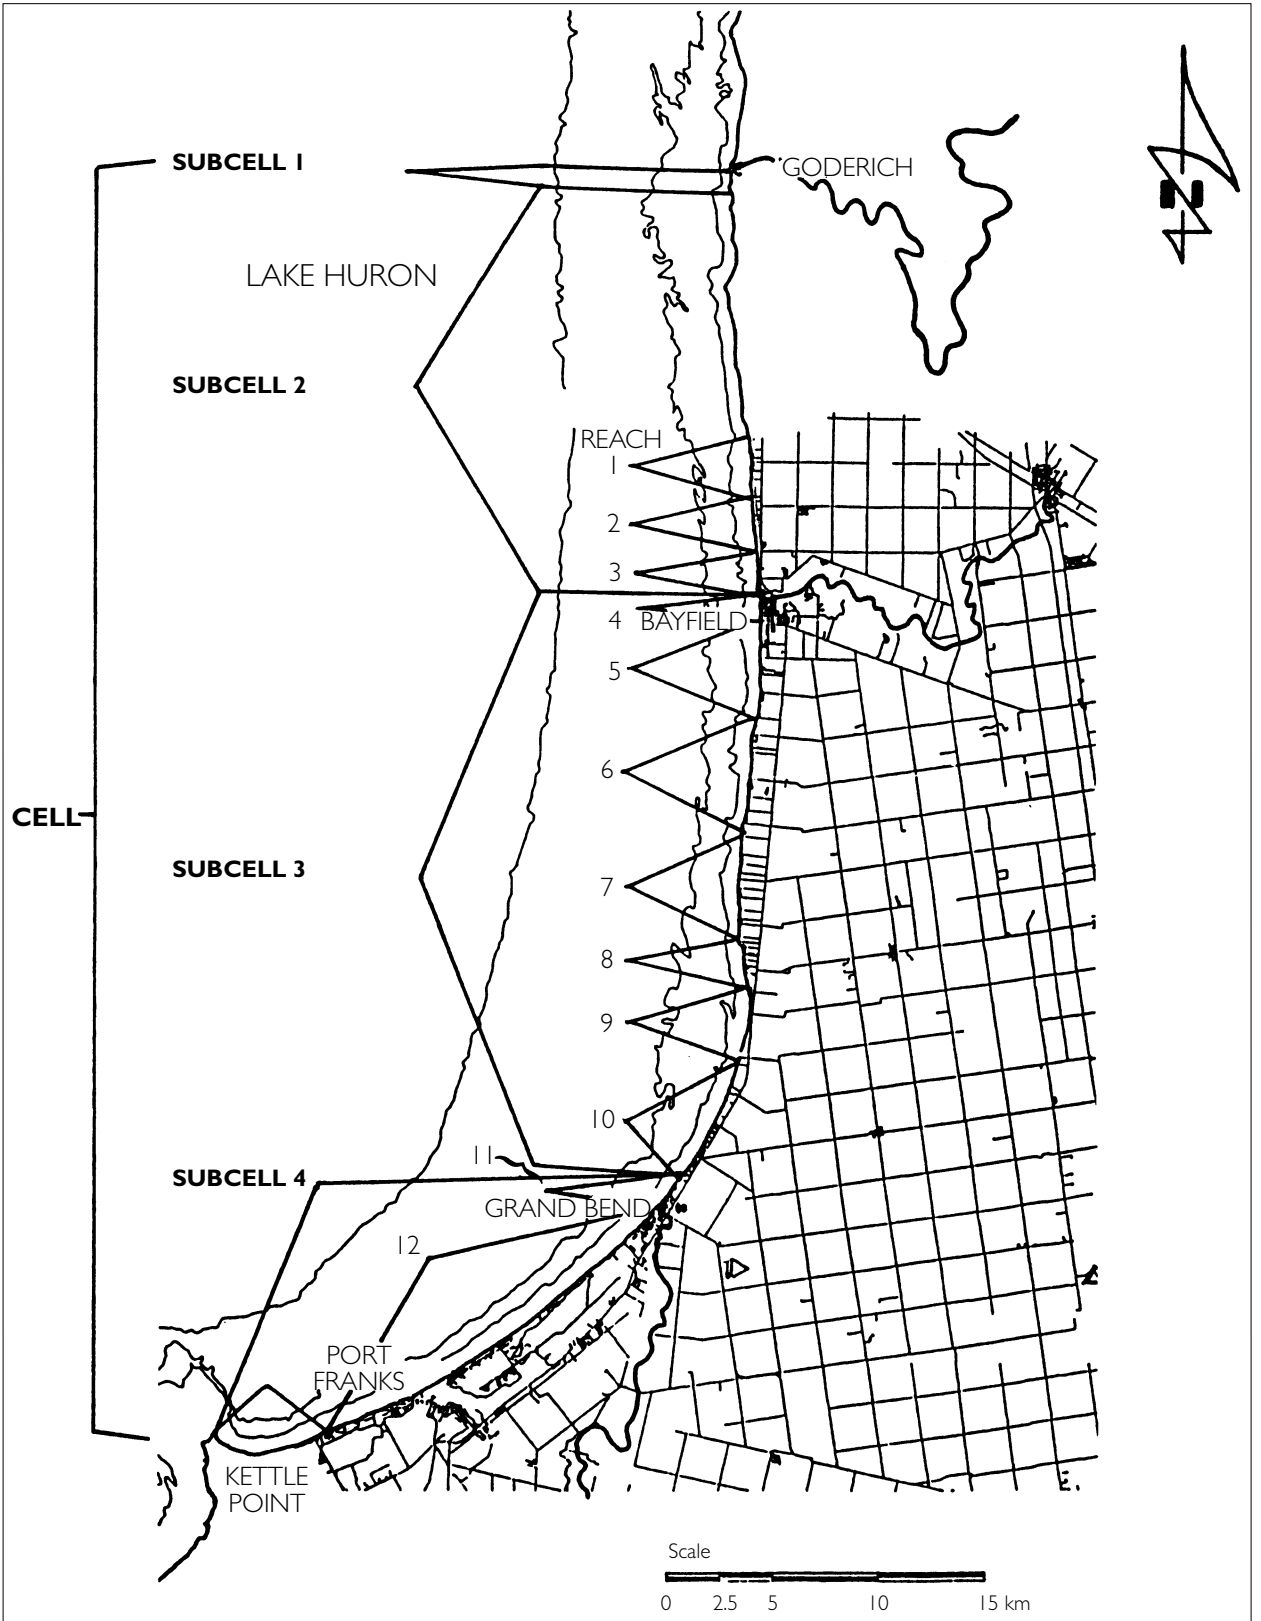 SUBCELL 1
GODERICH
LAKE HURON
SUBCELL 2
REACH
1
2
3
4 BAYFIELD
5
6
CELL
SUBCELL 3
7
8
9
10
11
SUBCELL 4
GRAND BEND
12
PORT
FRANKS
KETTLE
POINT
Scale
0 2.5 5 10 15 km
N